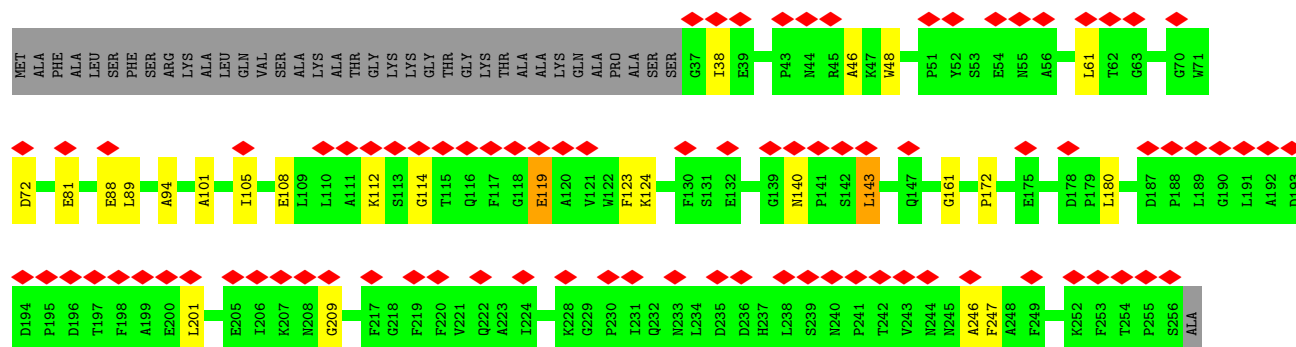 MET ALA PHE ALA LEU SER PHE SER ARG LYS ALA LEU GLN VAL SER ALA LYS ALA THR GLY LYS LYS GLY THR GLY LYS THR ALA ALA LYS GLN ALA PRO ALA SER SER G37 I38 E39 P43 N44 R45 A46 K47 W48 P51 Y52 S53 E54 N55 A56 L61 T62 G63 G70 W71
D72 E81 E88 L89 A94 A101 I105 E108 L109 L110 A111 K112 S113 G114 T115 Q116 F117 G118 E119 A120 V121 W122 F123 K124 F130 S131 E132 G139 N140 P141 S142 L143 Q147 G161 P172 E175 D178 P179 L180 D187 P188 L189 G190 L191 A192 D193
D194 P195 D196 T197 F198 A199 E200 L201 E205 I206 K207 N208 G209 F217 G218 F219 F220 V221 Q222 A223 I224 K228 G229 P230 I231 Q232 N233 L234 D235 D236 H237 L238 S239 N240 P241 T242 V243 N244 N245 A246 F247 A248 F249 K252 F253 T254 P255 S256 ALA